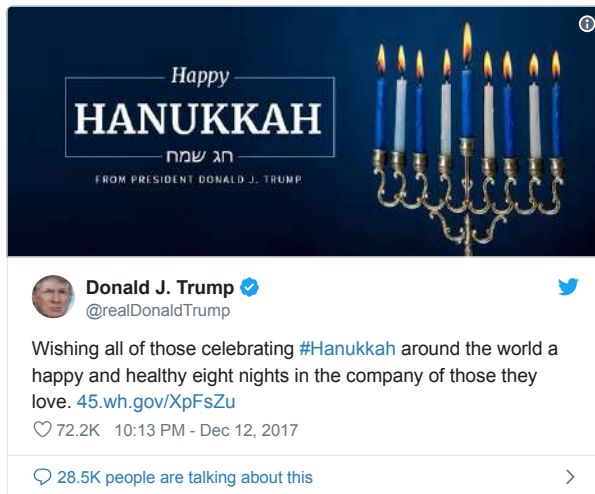 Happy
HANUKKAH
חג שמח
FROM PRESIDENT DONALD J. TRUMP
Donald J. Trump
@realDonaldTrump
Wishing all of those celebrating #Hanukkah around the world a
happy and healthy eight nights in the company of those they
love. 45.wh.gov/XpFsZu
72.2K 10:13 PM - Dec 12, 2017
28.5K people are talking about this